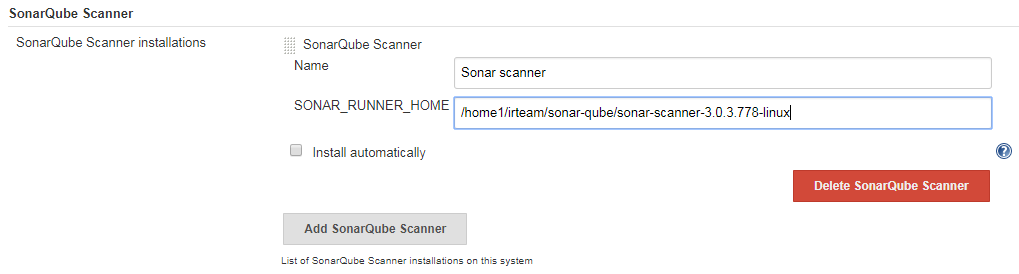 SonarQube Scanner
SonarQube Scanner installations
SonarQube Scanner
Name
Sonar scanner
SONAR_RUNNER_HOME
/home1/irteam/sonar-qube/sonar-scanner-3.0.3.778-linux
Install automatically
?
Delete SonarQube Scanner
Add SonarQube Scanner
List of SonarQube Scanner installations on this system